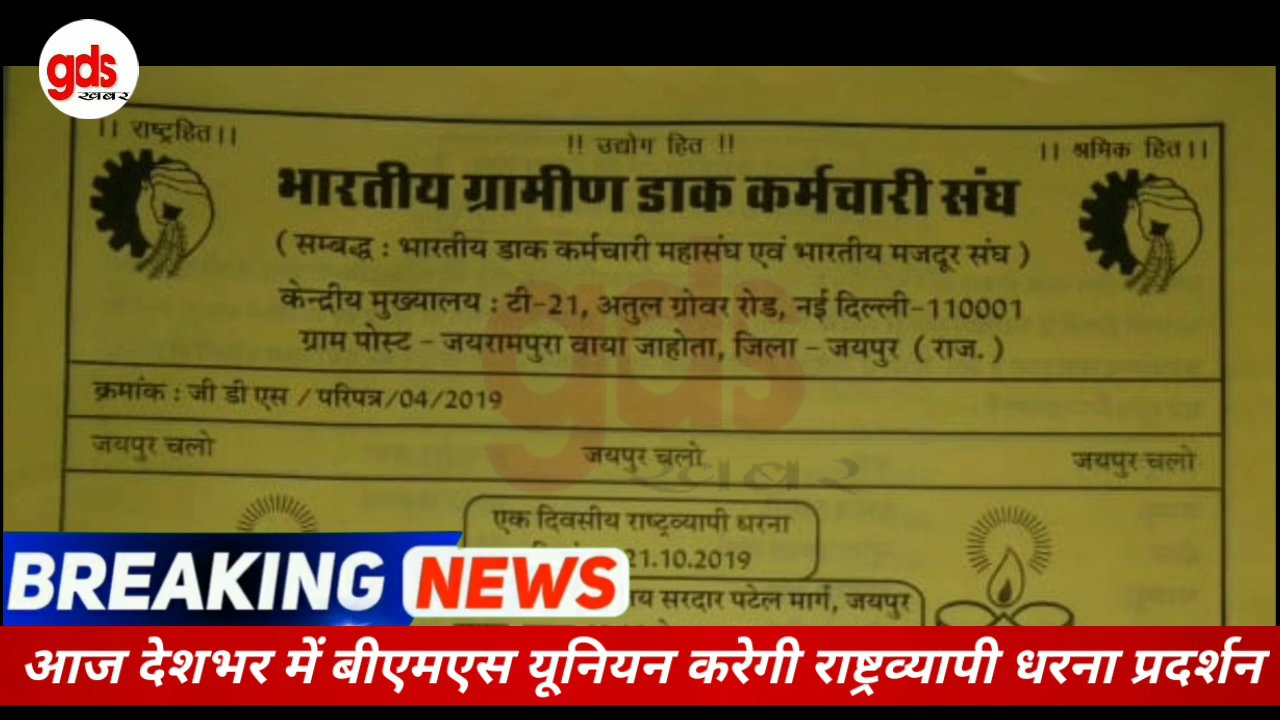 gds
खबर
।। राष्ट्रहित।।
!! उद्योग हित !!
।। श्रमिक हित।।
भारतीय ग्रामीण डाक कर्मचारी संघ
( सम्बद्ध : भारतीय डाक कर्मचारी महासंघ एवं भारतीय मजदूर संघ )
केन्द्रीय मुख्यालय : टी-21, अतुल ग्रोवर रोड, नई दिल्ली-110001
ग्राम पोस्ट - जयरामपुरा वाया जाहोता, जिला - जयपुर ( राज. )
क्रमांक : जी डी एस / परिपत्र/04/2019
जयपुर चलो जयपुर चलो जयपुर चलो
gds
खबर
एक दिवसीय राष्ट्रव्यापी धरना
21.10.2019
सरदार पटेल मार्ग, जयपुर
BREAKING NEWS
आज देशभर में बीएमएस यूनियन करेगी राष्ट्रव्यापी धरना प्रदर्शन